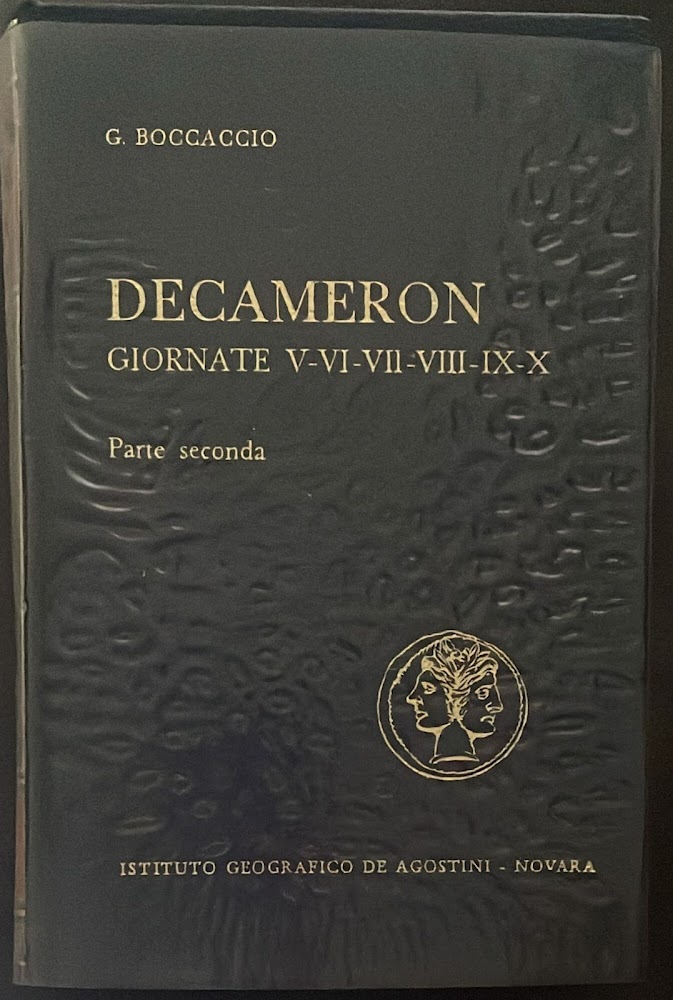 G. BOCCACCIO
DECAMERON
GIORNATE V-VI-VII-VIII-IX-X
Parte seconda
ISTITUTO GEOGRAFICO DE AGOSTINI - NOVARA